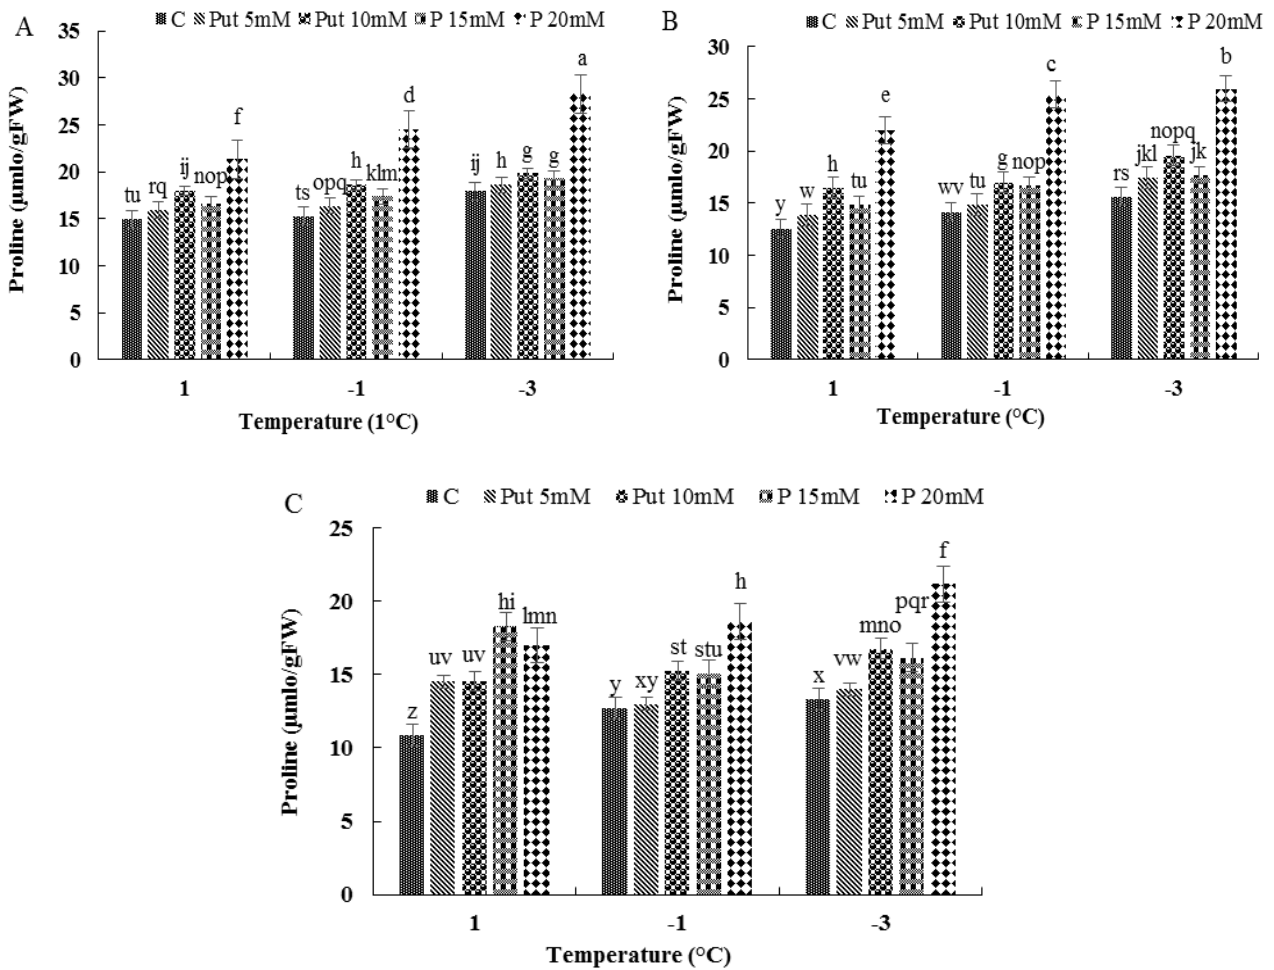 A
C Put 5mM Put 10mM P 15mM P 20mM
35
30
25
20
15
10
5
0
Proline (µmlo/gFW)
tu rq ij nop f
ts opq h klm d
ij h g g a
1 -1 -3
Temperature (1°C)
B
C Put 5mM Put 10mM P 15mM P 20mM
30
25
20
15
10
5
0
Proline (µmlo/gFW)
y w h tu e
wv tu g nop c
rs jkl nopq jk b
1 -1 -3
Temperature (°C)
C
C Put 5mM Put 10mM P 15mM P 20mM
25
20
15
10
5
0
Proline (µmlo/gFW)
z uv uv hi lmn
y xy st stu h
x vw mno pqr f
1 -1 -3
Temperature (°C)